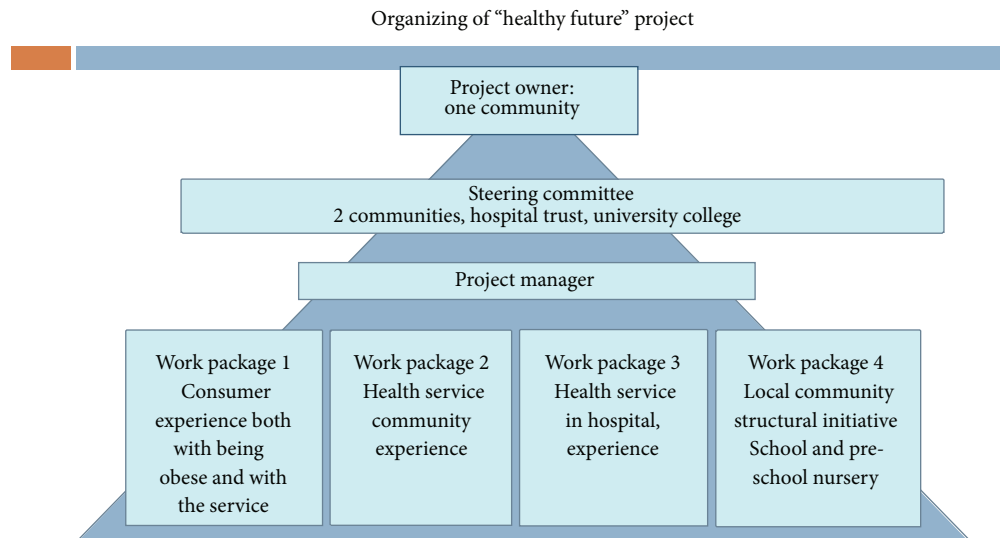 Organizing of “healthy future” project
Project owner:
one community
Steering committee
2 communities, hospital trust, university college
Project manager
Work package 1
Consumer
experience both
with being
obese and with
the service
Work package 2
Health service
community
experience
Work package 3
Health service
in hospital,
experience
Work package 4
Local community
structural initiative
School and pre-
school nursery